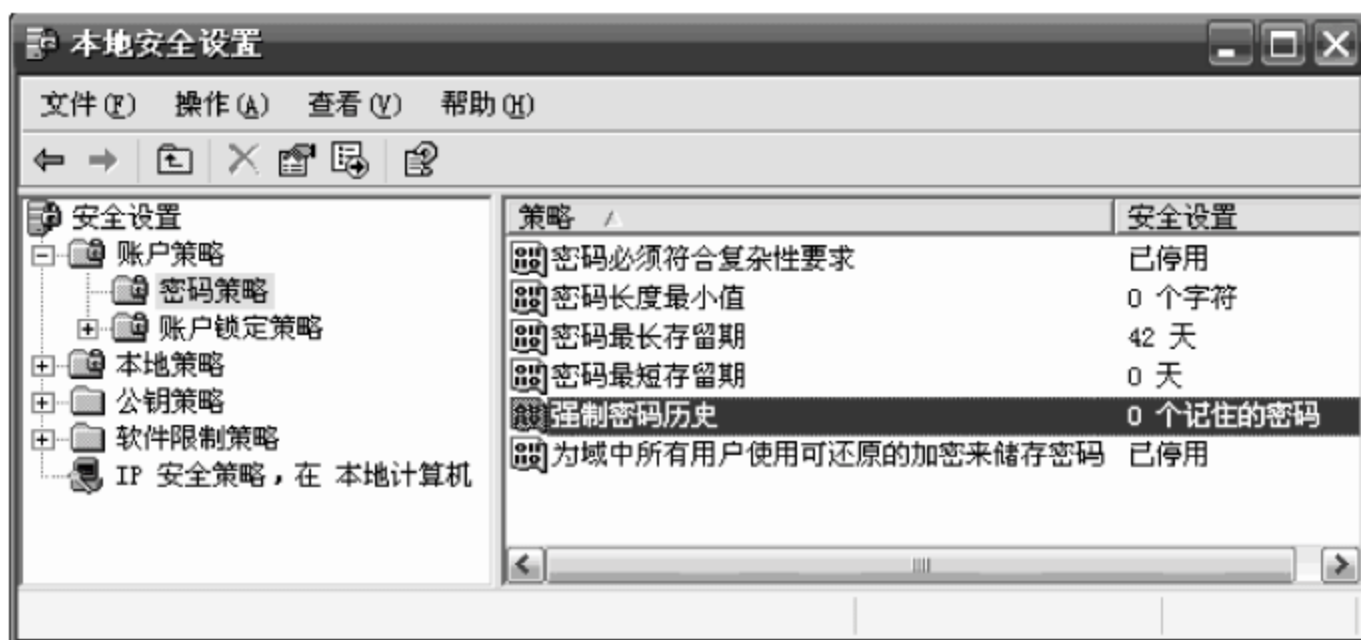 本地安全设置
文件(F) 操作(A) 查看(V) 帮助(H)
安全设置
账户策略
密码策略
账户锁定策略
本地策略
公钥策略
软件限制策略
IP 安全策略，在 本地计算机
策略 安全设置
密码必须符合复杂性要求 已停用
密码长度最小值 0 个字符
密码最长存留期 42 天
密码最短存留期 0 天
强制密码历史 0 个记住的密码
为域中所有用户使用可还原的加密来储存密码 已停用